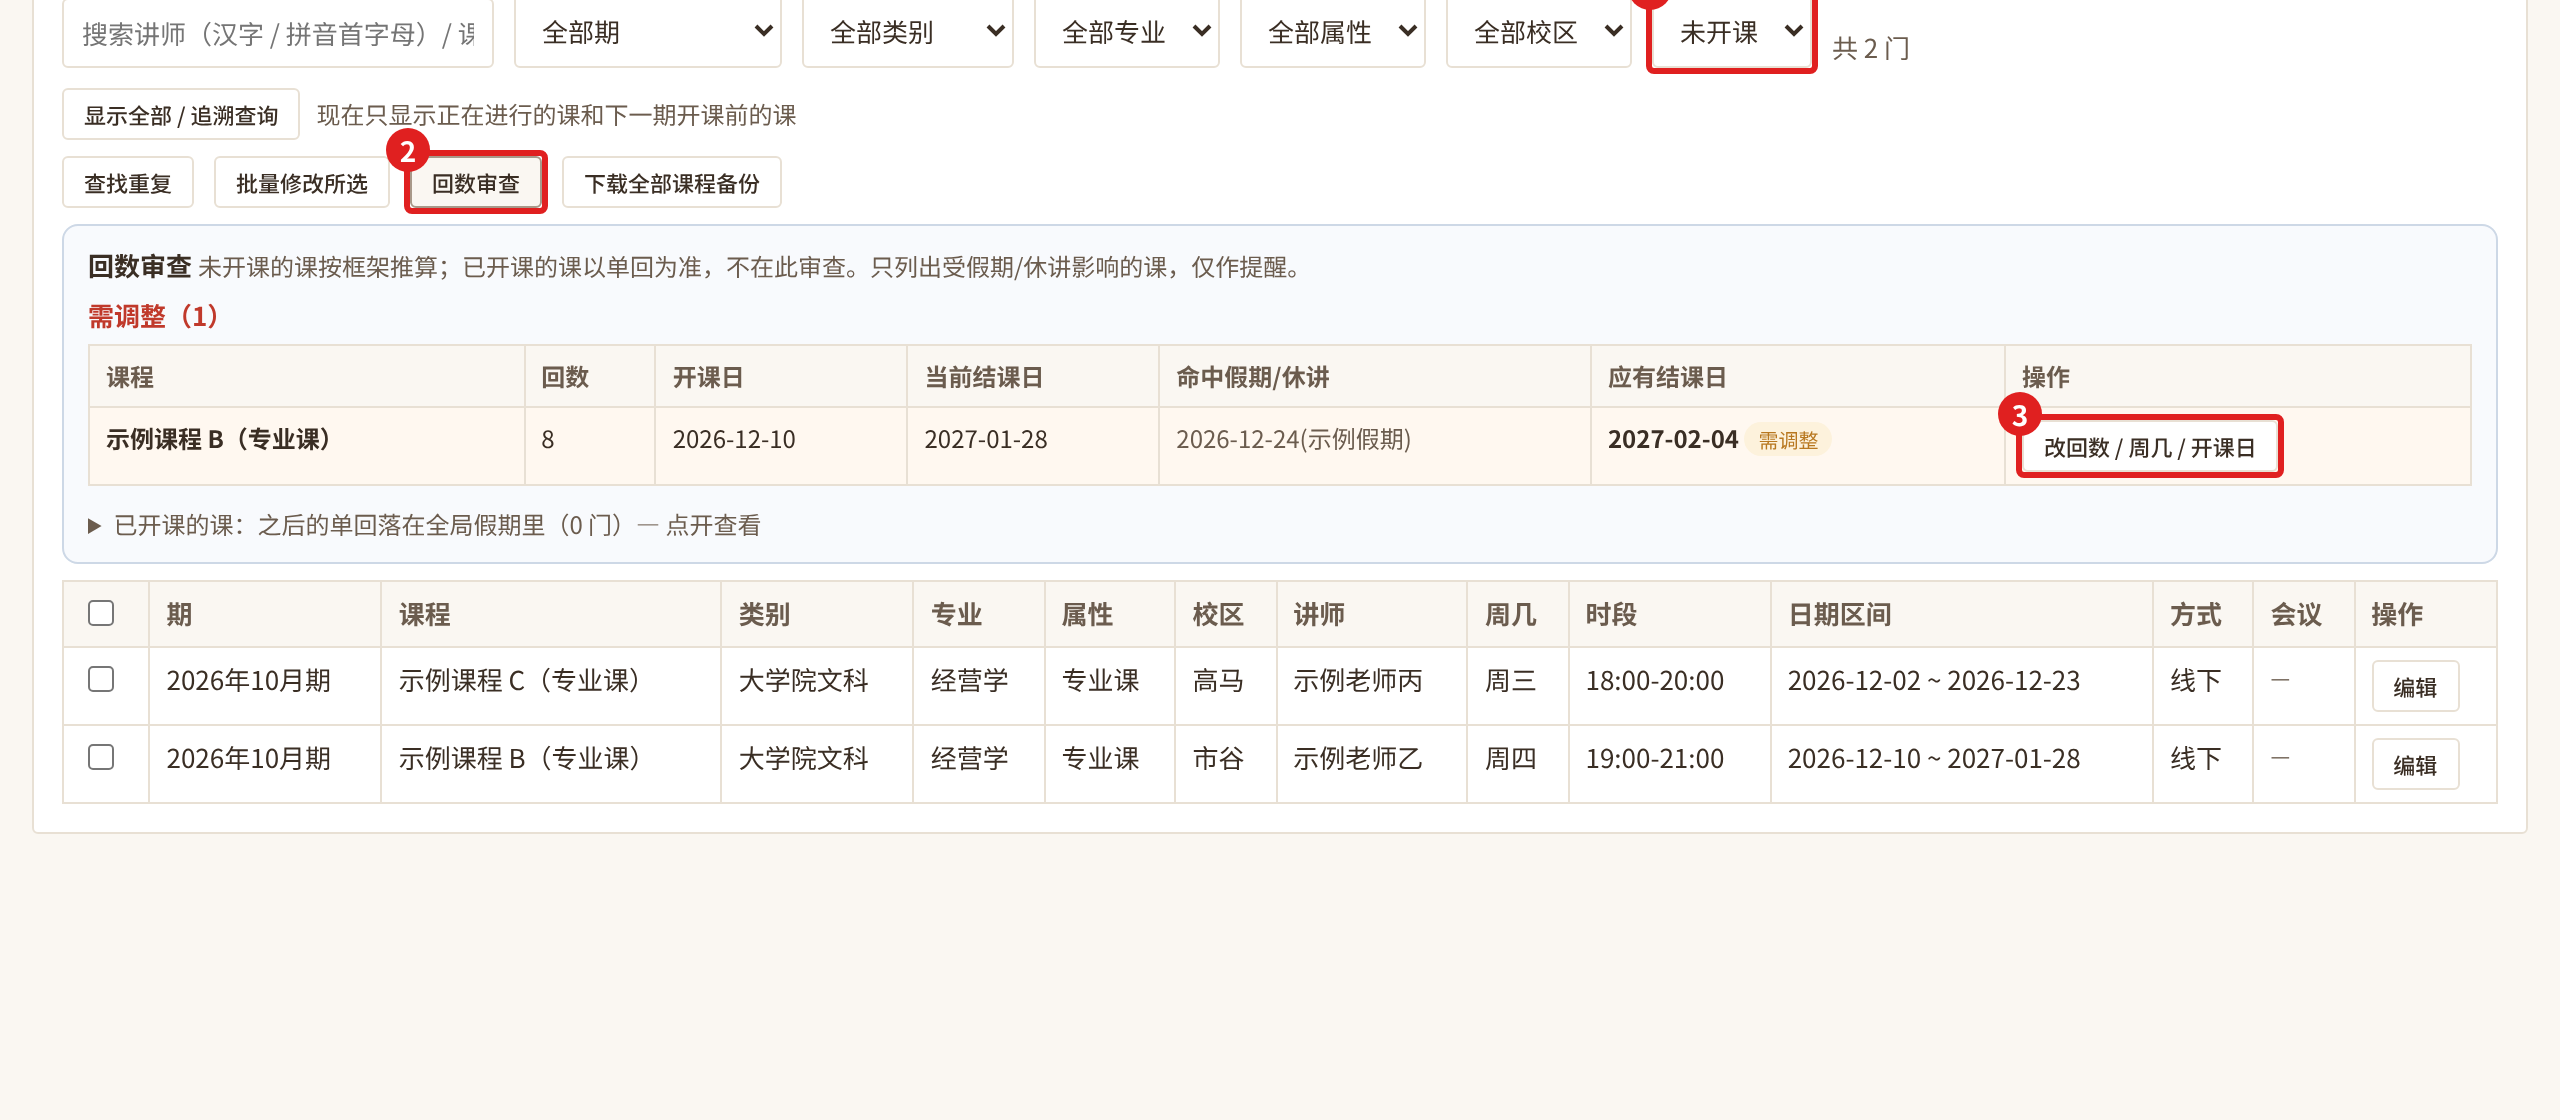 搜索讲师（汉字 / 拼音首字母）/ 课
全部期
全部类别
全部专业
全部属性
全部校区
未开课
共 2 门
显示全部 / 追溯查询
现在只显示正在进行的课和下一期开课前的课
2
查找重复
批量修改所选
回数审查
下载全部课程备份
回数审查 未开课的课按框架推算；已开课的课以单回为准，不在此审查。只列出受假期/休讲影响的课，仅作提醒。
需调整（1）
课程 回数 开课日 当前结课日 命中假期/休讲 应有结课日 操作
3
示例课程 B（专业课） 8 2026-12-10 2027-01-28 2026-12-24(示例假期) 2027-02-04 需调整 改回数 / 周几 / 开课日
▶ 已开课的课：之后的单回落在全局假期里（0 门）— 点开查看
期 课程 类别 专业 属性 校区 讲师 周几 时段 日期区间 方式 会议 操作
2026年10月期 示例课程 C（专业课） 大学院文科 经营学 专业课 高马 示例老师丙 周三 18:00-20:00 2026-12-02 ~ 2026-12-23 线下 — 编辑
2026年10月期 示例课程 B（专业课） 大学院文科 经营学 专业课 市谷 示例老师乙 周四 19:00-21:00 2026-12-10 ~ 2027-01-28 线下 — 编辑